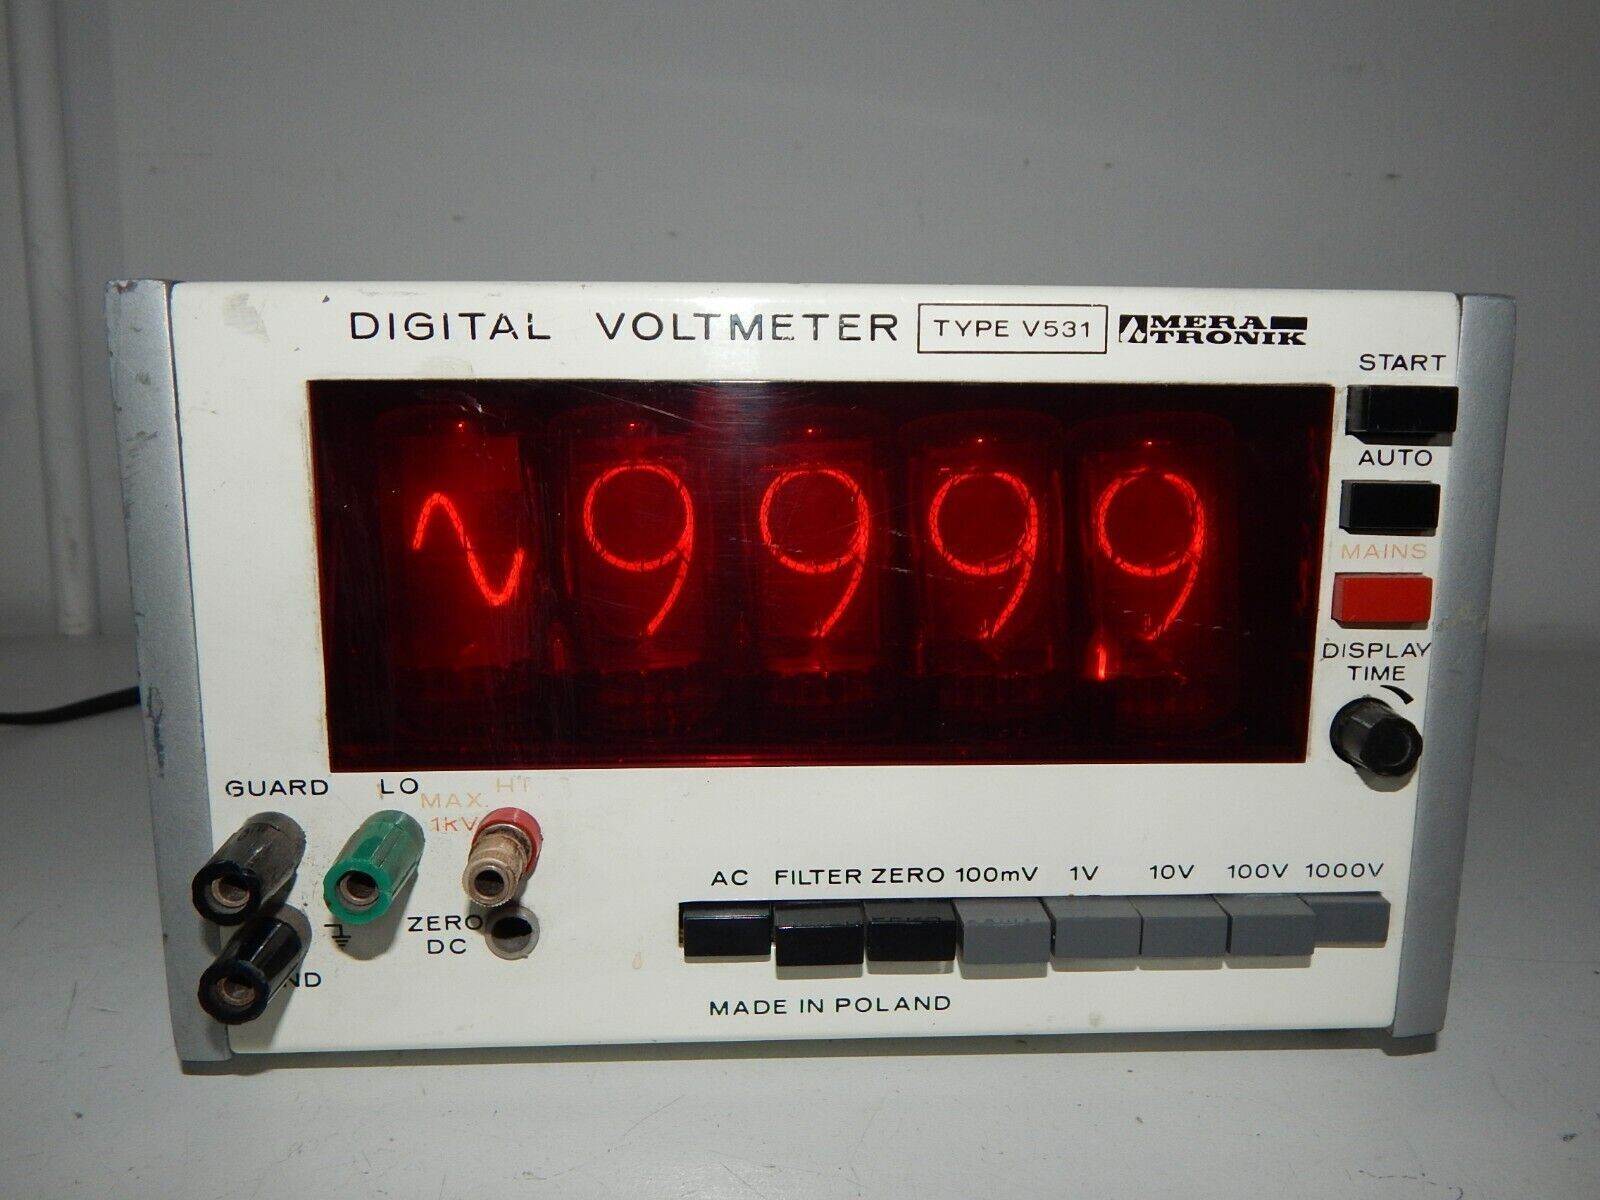 DIGITAL VOLTMETER TYPE V531 MERA TRONIK
START
AUTO
MAINS
DISPLAY
TIME
∿9999
GUARD LO HI
MAX.
1KV
ZERO
DC
AC FILTER ZERO 100mV 1V 10V 100V 1000V
MADE IN POLAND